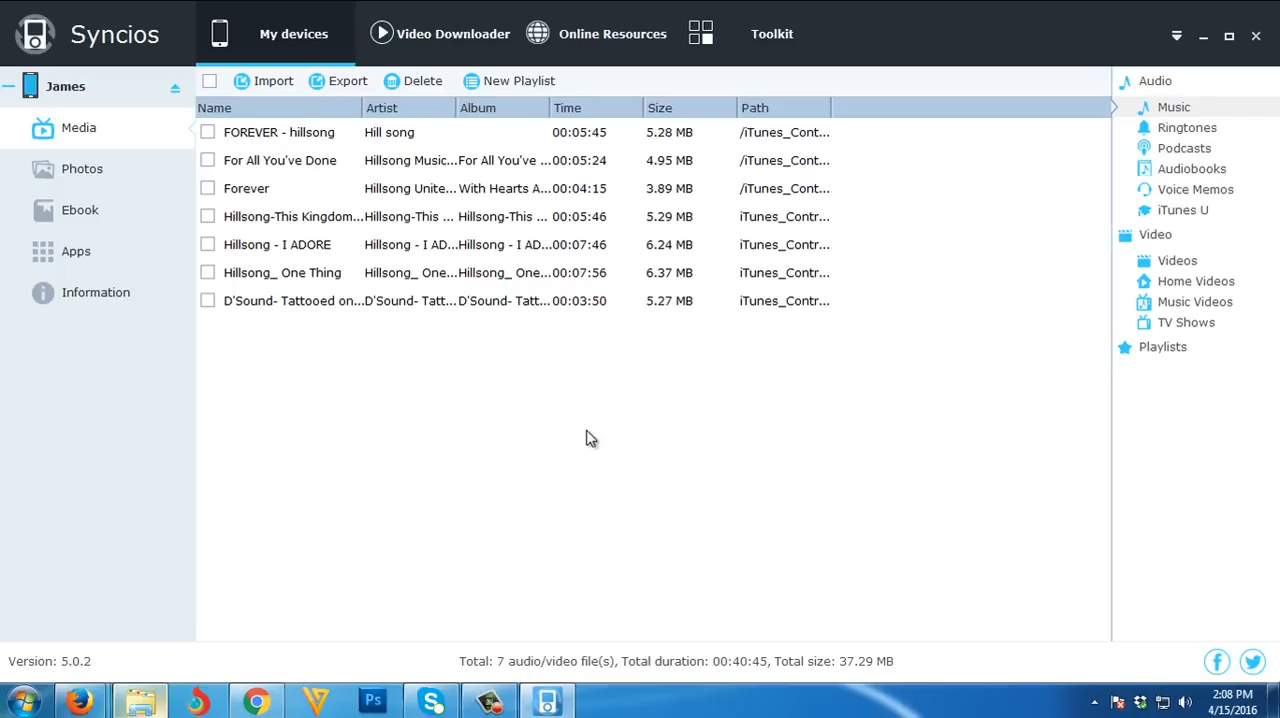 Syncios
My devices
Video Downloader
Online Resources
Toolkit
James
Import Export Delete New Playlist
Audio
Name Artist Album Time Size Path
Music
Media
FOREVER - hillsong Hill song 00:05:45 5.28 MB /iTunes_Cont...
Ringtones
Podcasts
For All You've Done Hillsong Music... For All You've ... 00:05:24 4.95 MB /iTunes_Cont...
Photos
Audiobooks
Forever Hillsong Unite... With Hearts A... 00:04:15 3.89 MB /iTunes_Cont...
Voice Memos
Ebook
iTunes U
Hillsong-This Kingdom... Hillsong-This ... Hillsong-This ... 00:05:46 5.29 MB iTunes_Contr...
Video
Apps
Hillsong - I ADORE Hillsong - I AD... Hillsong - I AD... 00:07:46 6.24 MB iTunes_Contr...
Videos
Hillsong_ One Thing Hillsong_ One... Hillsong_ One... 00:07:56 6.37 MB iTunes_Contr...
Home Videos
Information
D'Sound- Tattooed on... D'Sound- Tatt... D'Sound- Tatt... 00:03:50 5.27 MB iTunes_Contr...
Music Videos
TV Shows
Playlists
Version: 5.0.2
Total: 7 audio/video file(s), Total duration: 00:40:45, Total size: 37.29 MB
Ps
2:08 PM
4/15/2016